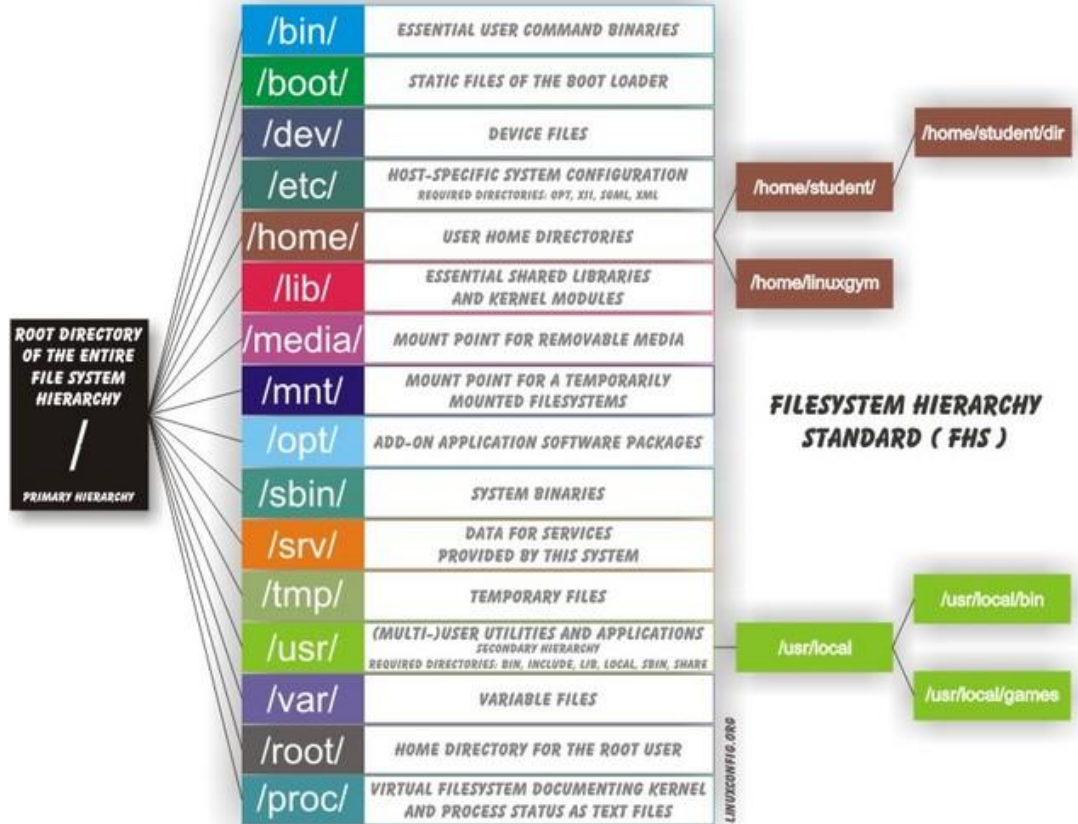 ROOT DIRECTORY
OF THE ENTIRE
FILE SYSTEM
HIERARCHY
/
PRIMARY HIERARCHY
/bin/
ESSENTIAL USER COMMAND BINARIES
/boot/
STATIC FILES OF THE BOOT LOADER
/dev/
DEVICE FILES
/etc/
HOST-SPECIFIC SYSTEM CONFIGURATION
REQUIRED DIRECTORIES: OPT, XII, SGML, XML
/home/
USER HOME DIRECTORIES
/home/student/
/home/student/dir
/home/linuxgym
/lib/
ESSENTIAL SHARED LIBRARIES
AND KERNEL MODULES
/media/
MOUNT POINT FOR REMOVABLE MEDIA
/mnt/
MOUNT POINT FOR A TEMPORARILY
MOUNTED FILESYSTEMS
/opt/
ADD-ON APPLICATION SOFTWARE PACKAGES
/sbin/
SYSTEM BINARIES
/srv/
DATA FOR SERVICES
PROVIDED BY THIS SYSTEM
/tmp/
TEMPORARY FILES
/usr/
(MULTI-)USER UTILITIES AND APPLICATIONS
SECONDARY HIERARCHY
REQUIRED DIRECTORIES: BIN, INCLUDE, LIB, LOCAL, SBIN, SHARE
/usr/local
/usr/local/bin
/usr/local/games
/var/
VARIABLE FILES
/root/
HOME DIRECTORY FOR THE ROOT USER
/proc/
VIRTUAL FILESYSTEM DOCUMENTING KERNEL
AND PROCESS STATUS AS TEXT FILES
FILESYSTEM HIERARCHY
STANDARD ( FHS )
LINUXCONFIG.ORG